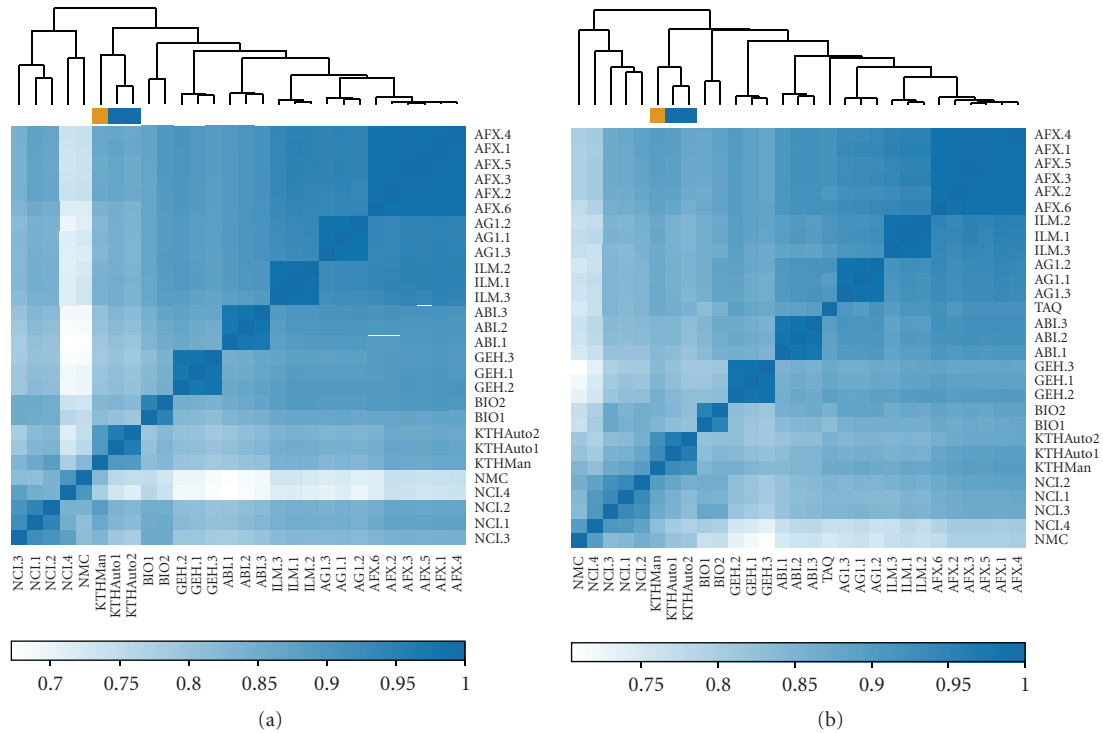 AFX.4
AFX.1
AFX.5
AFX.3
AFX.2
AFX.6
AG1.2
AG1.1
AG1.3
ILM.2
ILM.1
ILM.3
ABI.3
ABI.2
ABI.1
GEH.3
GEH.1
GEH.2
BIO2
BIO1
KTHAuto2
KTHAuto1
KTHMan
NMC
NCI.4
NCI.2
NCI.1
NCI.3
NCI.3 NCI.1 NCI.2 NCI.4 NMC KTHMan KTHAuto1 KTHAuto2 BIO1 BIO2 GEH.2 GEH.1 GEH.3 ABI.1 ABI.2 ABI.3 ILM.3 ILM.1 ILM.2 AG1.3 AG1.1 AG1.2 AFX.6 AFX.2 AFX.3 AFX.5 AFX.1 AFX.4
0.7 0.75 0.8 0.85 0.9 0.95 1
(a)
AFX.4
AFX.1
AFX.5
AFX.3
AFX.2
AFX.6
ILM.2
ILM.1
ILM.3
AG1.2
AG1.1
AG1.3
TAQ
ABI.3
ABI.2
ABI.1
GEH.3
GEH.1
GEH.2
BIO2
BIO1
KTHAuto2
KTHAuto1
KTHMan
NCI.2
NCI.1
NCI.3
NCI.4
NMC
NMC NCI.4 NCI.3 NCI.1 NCI.2 KTHMan KTHAuto1 KTHAuto2 BIO1 BIO2 GEH.2 GEH.1 GEH.3 ABI.1 ABI.2 ABI.3 TAQ AG1.3 AG1.1 AG1.2 ILM.3 ILM.1 ILM.2 AFX.6 AFX.2 AFX.3 AFX.5 AFX.1 AFX.4
0.75 0.8 0.85 0.9 0.95 1
(b)